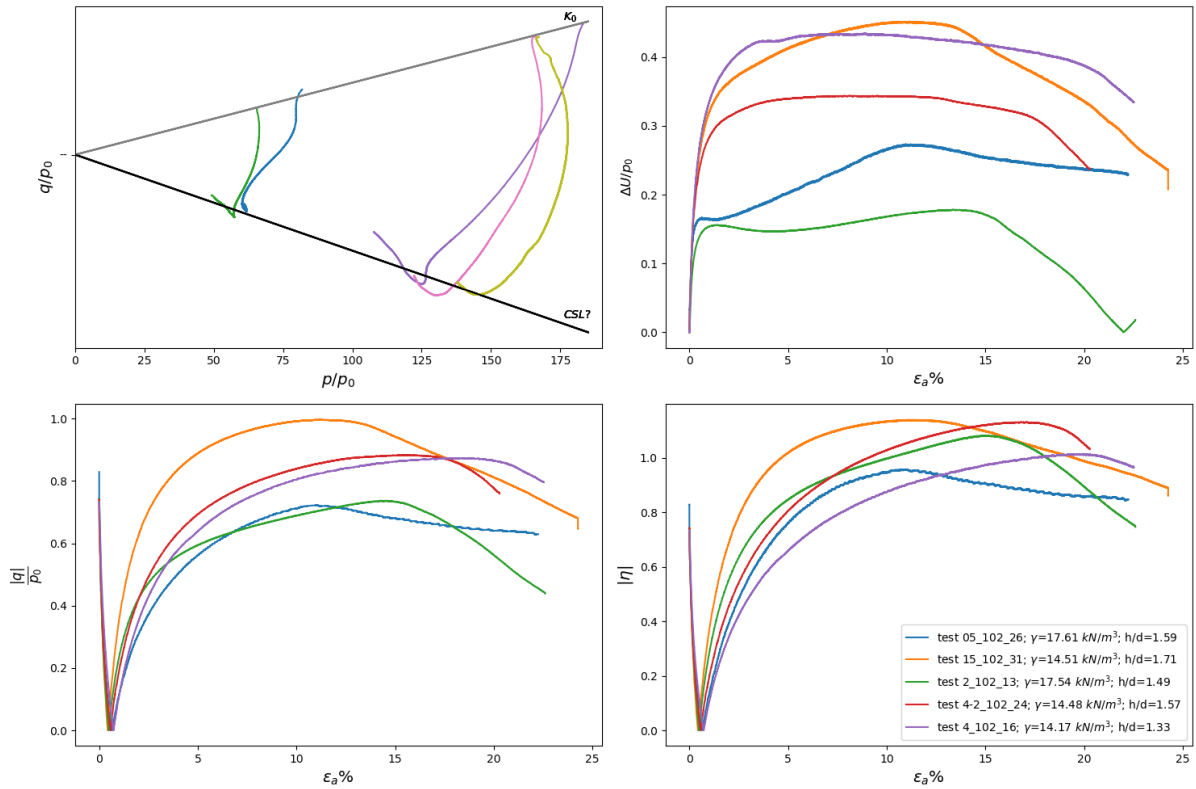 K₀
CSL?
q/p₀
--
0 25 50 75 100 125 150 175
p/p₀
0.4
0.3
0.2
0.1
0.0
ΔU/p₀
0 5 10 15 20 25
εₐ%
1.0
0.8
0.6
0.4
0.2
0.0
|q|/p₀
0 5 10 15 20 25
εₐ%
1.0
0.8
0.6
0.4
0.2
0.0
|η|
0 5 10 15 20 25
εₐ%
test 05_102_26; γ=17.61 kN/m³; h/d=1.59
test 15_102_31; γ=14.51 kN/m³; h/d=1.71
test 2_102_13; γ=17.54 kN/m³; h/d=1.49
test 4-2_102_24; γ=14.48 kN/m³; h/d=1.57
test 4_102_16; γ=14.17 kN/m³; h/d=1.33